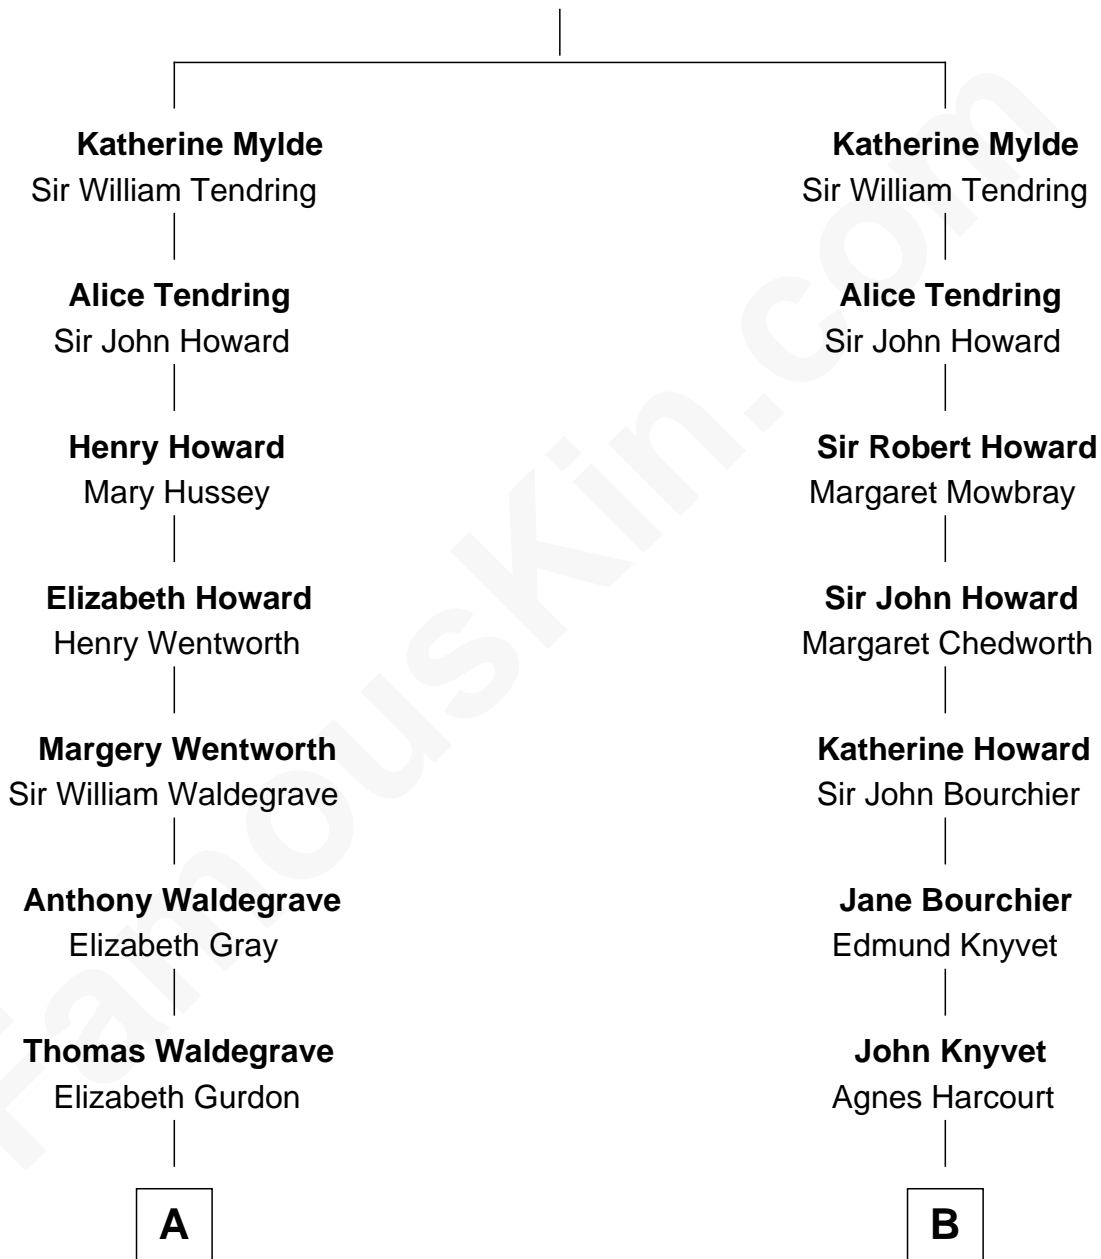 Katherine Mylde
Sir William Tendring
Alice Tendring
Sir John Howard
Henry Howard
Mary Hussey
Elizabeth Howard
Henry Wentworth
Margery Wentworth
Sir William Waldegrave
Anthony Waldegrave
Elizabeth Gray
Thomas Waldegrave
Elizabeth Gurdon
A
Katherine Mylde
Sir William Tendring
Alice Tendring
Sir John Howard
Sir Robert Howard
Margaret Mowbray
Sir John Howard
Margaret Chedworth
Katherine Howard
Sir John Bourchier
Jane Bourchier
Edmund Knyvet
John Knyvet
Agnes Harcourt
B
FamousKin.com